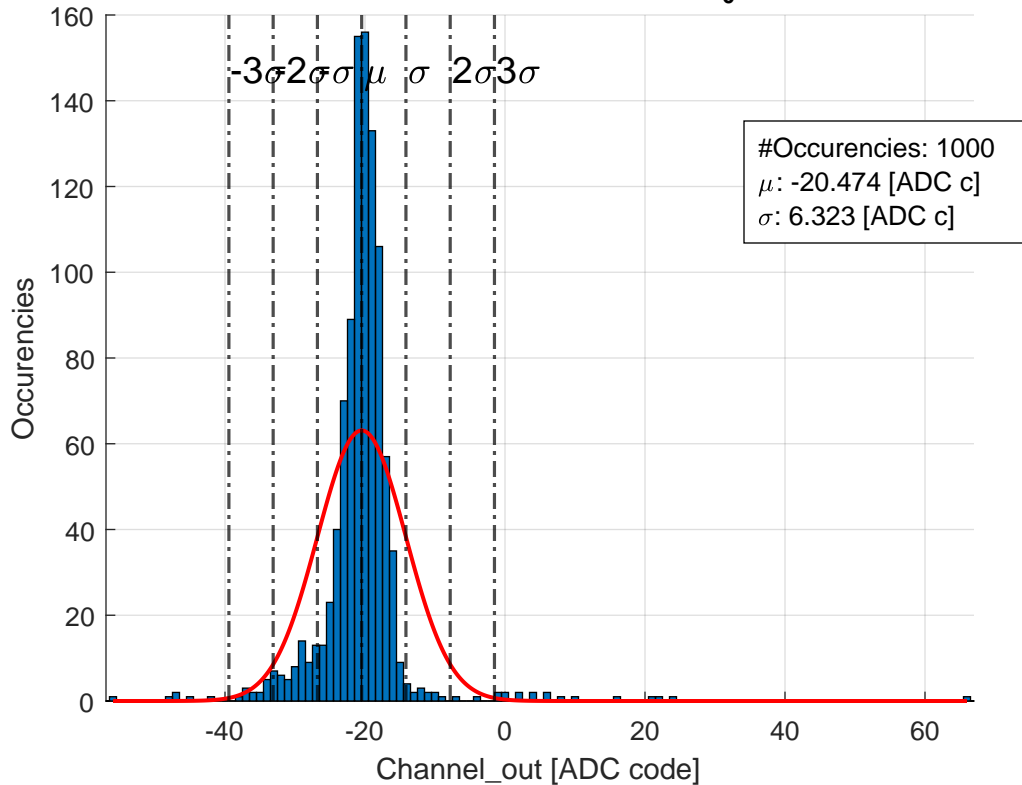 160
140
120
100
80
60
40
20
0
Occurencies
-3σ -2σ -σ μ σ 2σ 3σ
#Occurencies: 1000
μ: -20.474 [ADC c]
σ: 6.323 [ADC c]
-40 -20 0 20 40 60
Channel_out [ADC code]